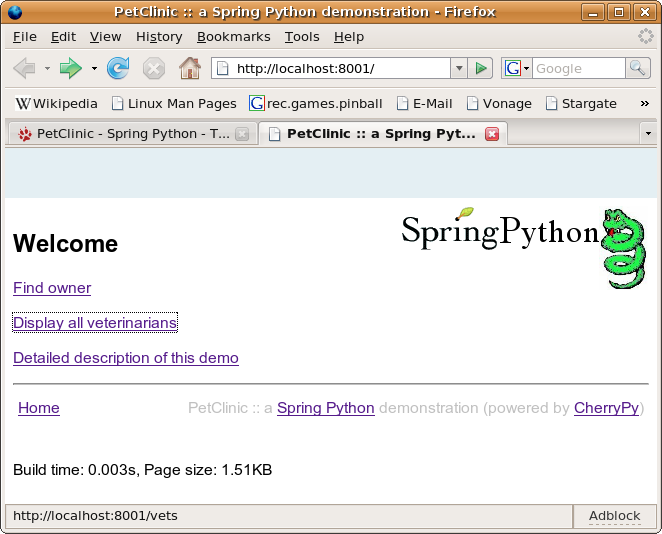 PetClinic :: a Spring Python demonstration - Firefox
File Edit View History Bookmarks Tools Help
http://localhost:8001/ G Google
W Wikipedia Linux Man Pages G rec.games.pinball E-Mail Vonage Stargate »
PetClinic - Spring Python - T... PetClinic :: a Spring Pyt...
SpringPython
Welcome
Find owner
Display all veterinarians
Detailed description of this demo
Home PetClinic :: a Spring Python demonstration (powered by CherryPy)
Build time: 0.003s, Page size: 1.51KB
http://localhost:8001/vets Adblock